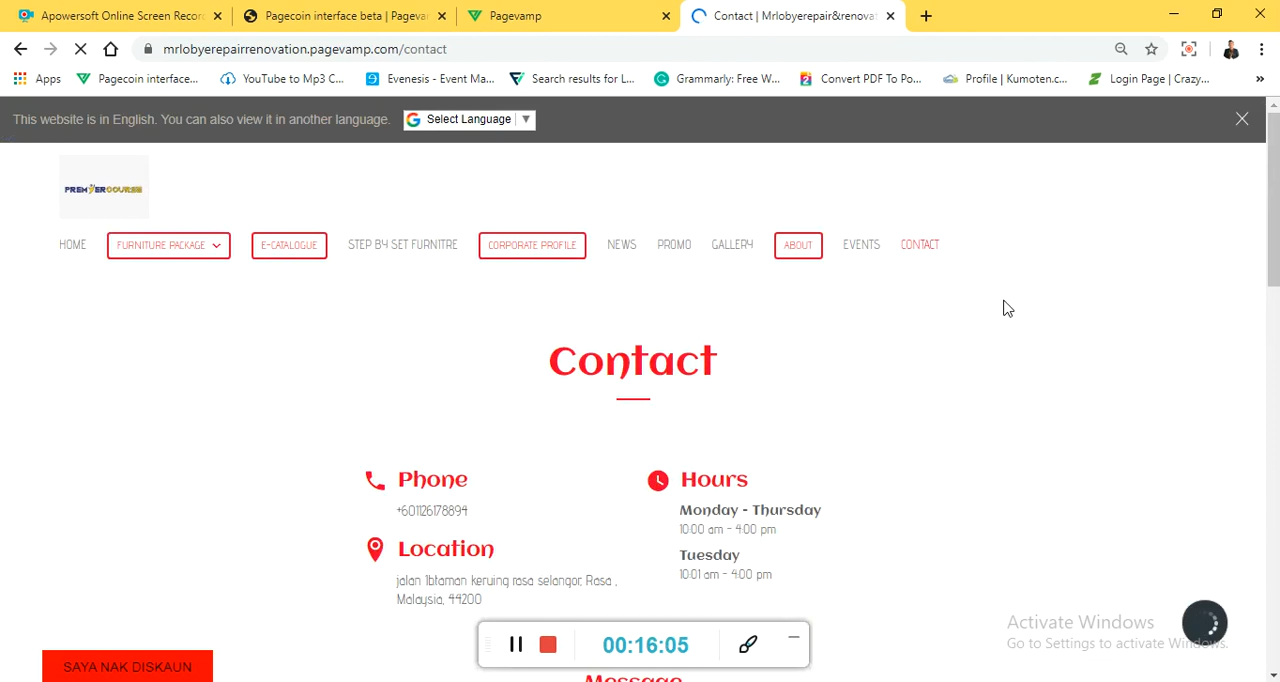 Apowersoft Online Screen Recor
Pagecoin interface beta | Pagevar
Pagevamp
Contact | Mrlobyerepair&renova
mrlobyerepairrenovation.pagevamp.com/contact
Apps
Pagecoin interface...
YouTube to Mp3 C...
Evenesis - Event Ma...
Search results for L...
Grammarly: Free W...
Convert PDF To Po...
Profile | Kumoten.c...
Login Page | Crazy...
»
This website is in English. You can also view it in another language.
Select Language
PREMYERCOURSE
HOME
FURNITURE PACKAGE
E-CATALOGUE
STEP BY SET FURNITRE
CORPORATE PROFILE
NEWS
PROMO
GALLERY
ABOUT
EVENTS
CONTACT
Contact
Phone
+601126178894
Location
jalan 1btaman keruing rasa selangor, Rasa ,
Malaysia, 44200
Hours
Monday - Thursday
10:00 am - 4:00 pm
Tuesday
10:01 am - 4:00 pm
Message
SAYA NAK DISKAUN
00:16:05
Activate Windows
Go to Settings to activate Windows.